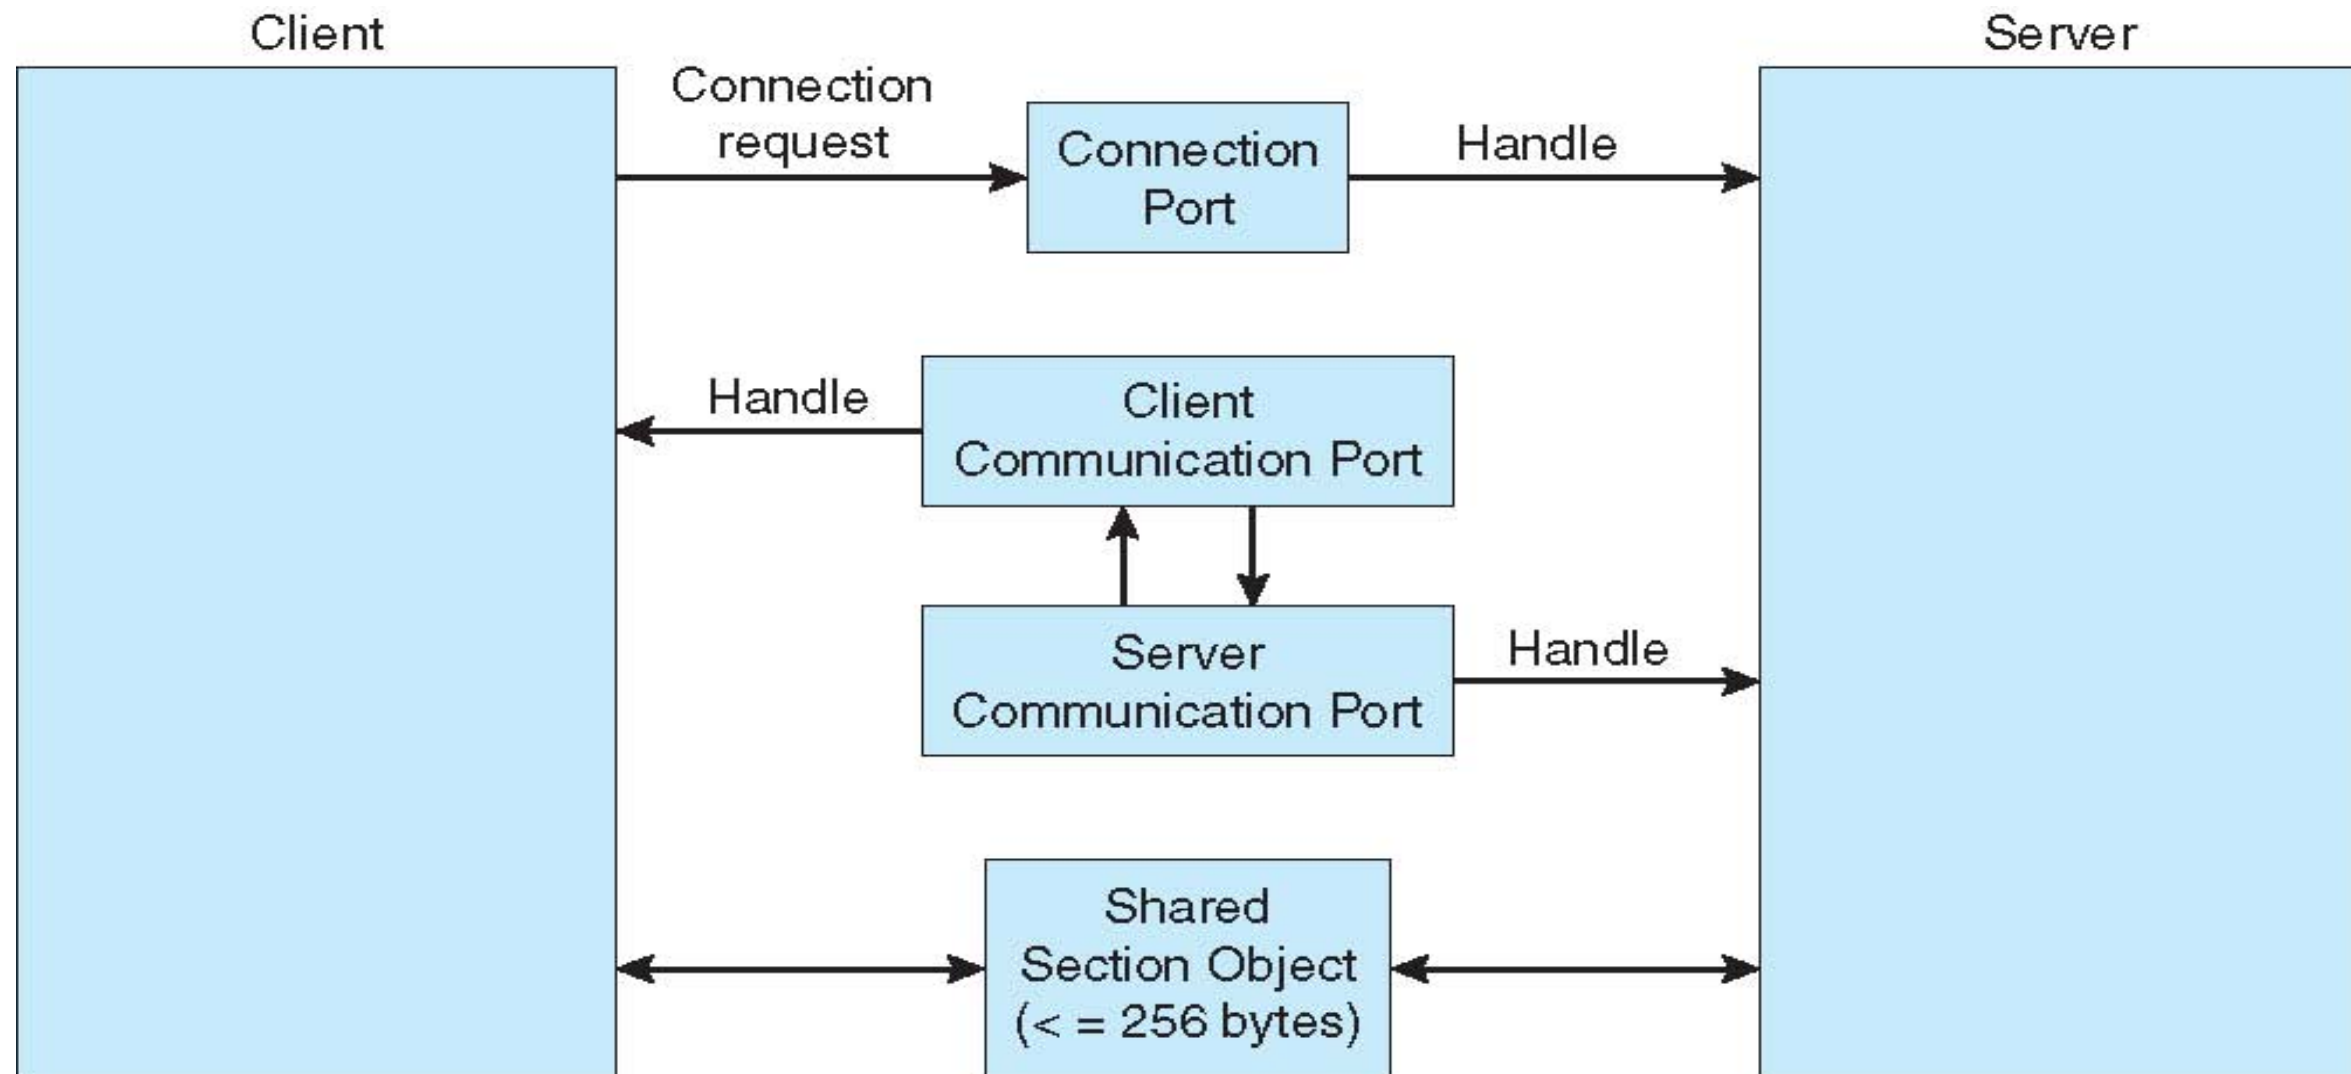 Client
Server
Connection
request
Connection
Port
Handle
Handle
Client
Communication Port
Server
Communication Port
Handle
Shared
Section Object
(< = 256 bytes)